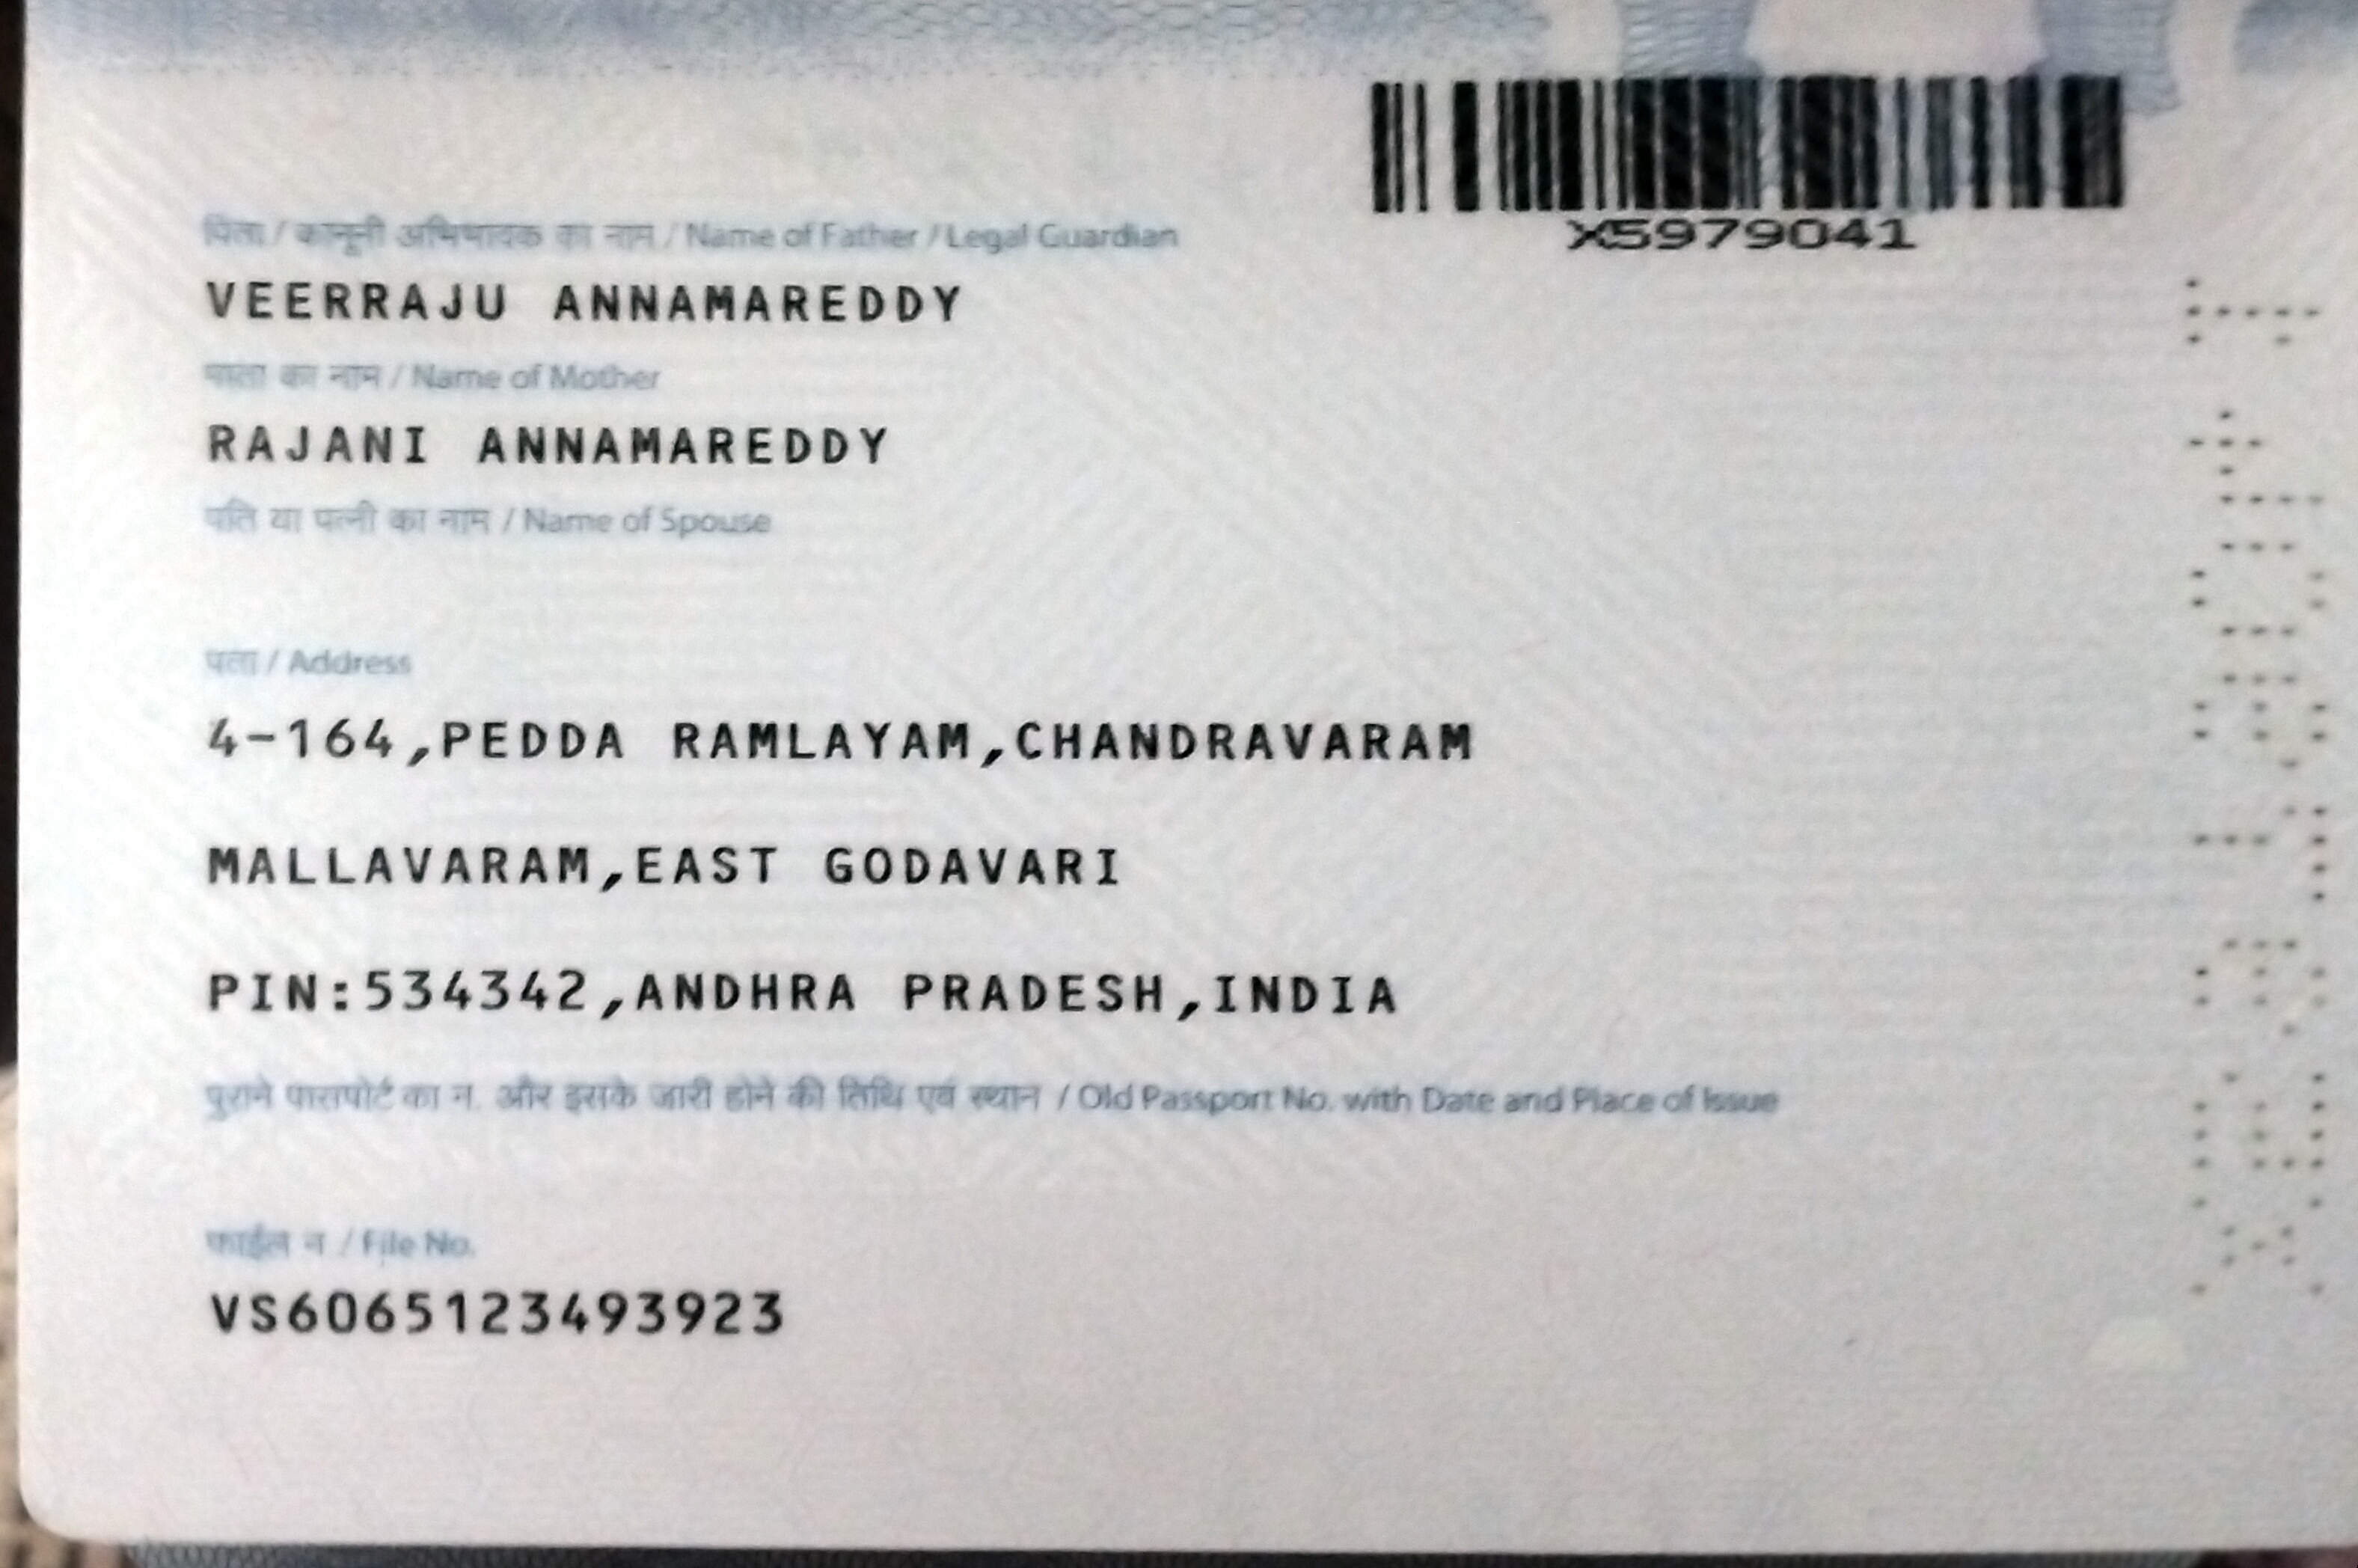 X5979041
पिता / कानूनी अभिभावक का नाम / Name of Father / Legal Guardian
VEERRAJU ANNAMAREDDY
माता का नाम / Name of Mother
RAJANI ANNAMAREDDY
पति या पत्नी का नाम / Name of Spouse
पता / Address
4-164,PEDDA RAMLAYAM,CHANDRAVARAM
MALLAVARAM,EAST GODAVARI
PIN:534342,ANDHRA PRADESH,INDIA
पुराने पासपोर्ट का न. और इसके जारी होने की तिथि एवं स्थान / Old Passport No. with Date and Place of Issue
फाईल न / File No.
VS6065123493923
X5979041